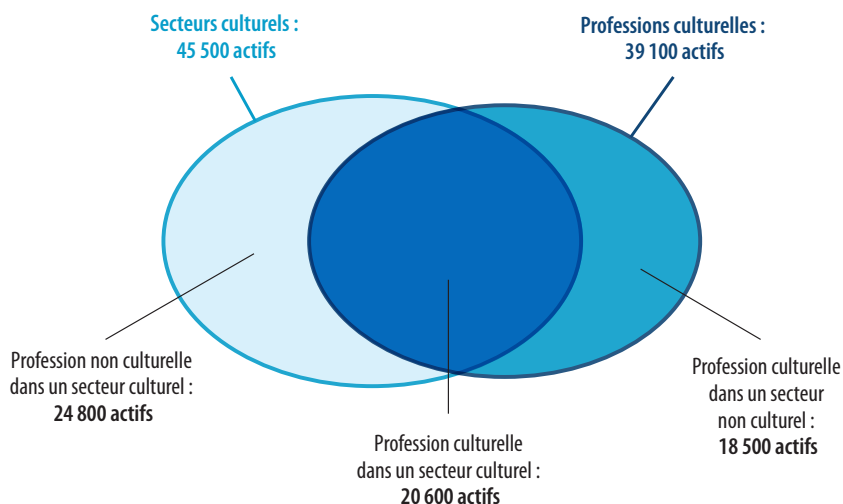 Secteurs culturels :
45 500 actifs
Professions culturelles :
39 100 actifs
Profession non culturelle
dans un secteur culturel :
24 800 actifs
Profession culturelle
dans un secteur culturel :
20 600 actifs
Profession culturelle
dans un secteur
non culturel :
18 500 actifs